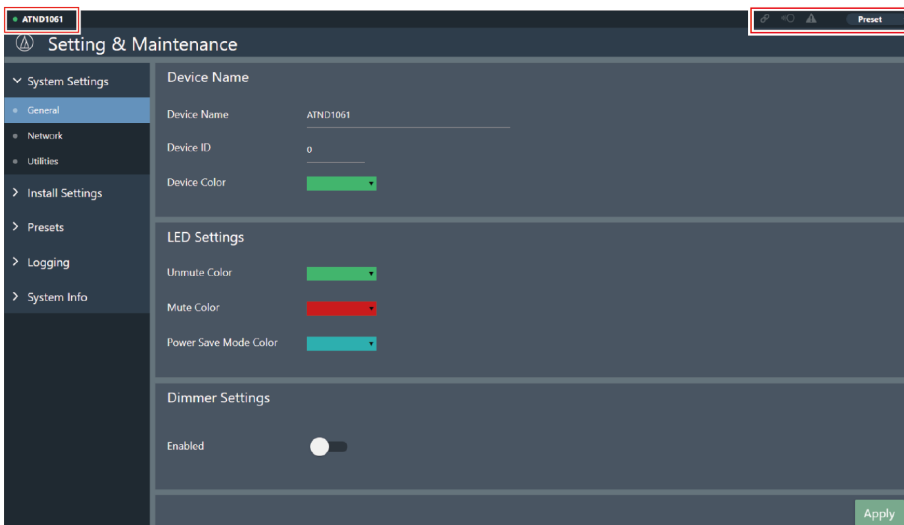 ATND1061
Preset
Setting & Maintenance
System Settings
General
Network
Utilities
Install Settings
Presets
Logging
System Info
Device Name
Device Name ATND1061
Device ID 0
Device Color
LED Settings
Unmute Color
Mute Color
Power Save Mode Color
Dimmer Settings
Enabled
Apply